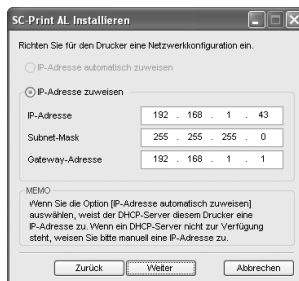 SC-Print AL Installieren
Richten Sie für den Drucker eine Netzwerkkonfiguration ein.
IP-Adresse automatisch zuweisen
IP-Adresse zuweisen
IP-Adresse 192 . 168 . 1 . 43
Subnet-Mask 255 . 255 . 255 . 0
Gateway-Adresse 192 . 168 . 1 . 1
MEMO
Wenn Sie die Option [IP-Adresse automatisch zuweisen]
auswählen, weist der DHCP-Server diesem Drucker eine
IP-Adresse zu. Wenn ein DHCP-Server nicht zur Verfügung
steht, weisen Sie bitte manuell eine IP-Adresse zu.
Zurück Weiter Abbrechen